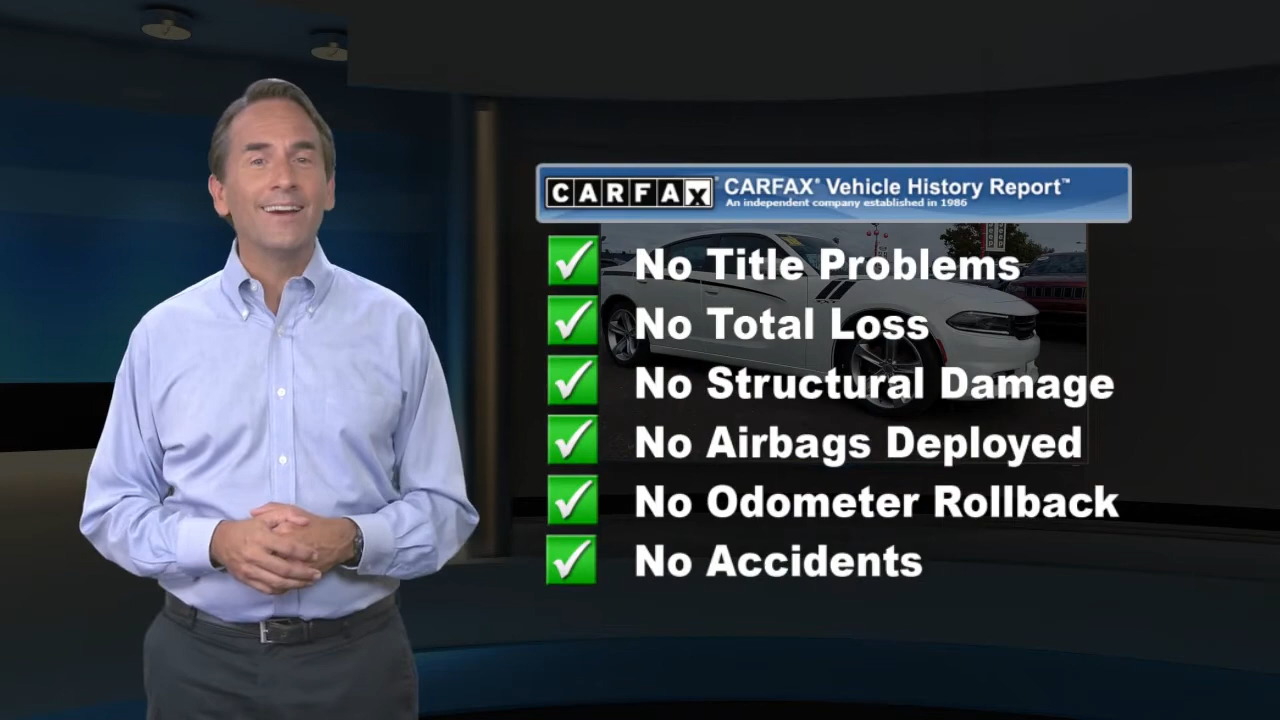 CARFAX
CARFAX® Vehicle History Report™
An independent company established in 1986
No Title Problems
No Total Loss
No Structural Damage
No Airbags Deployed
No Odometer Rollback
No Accidents